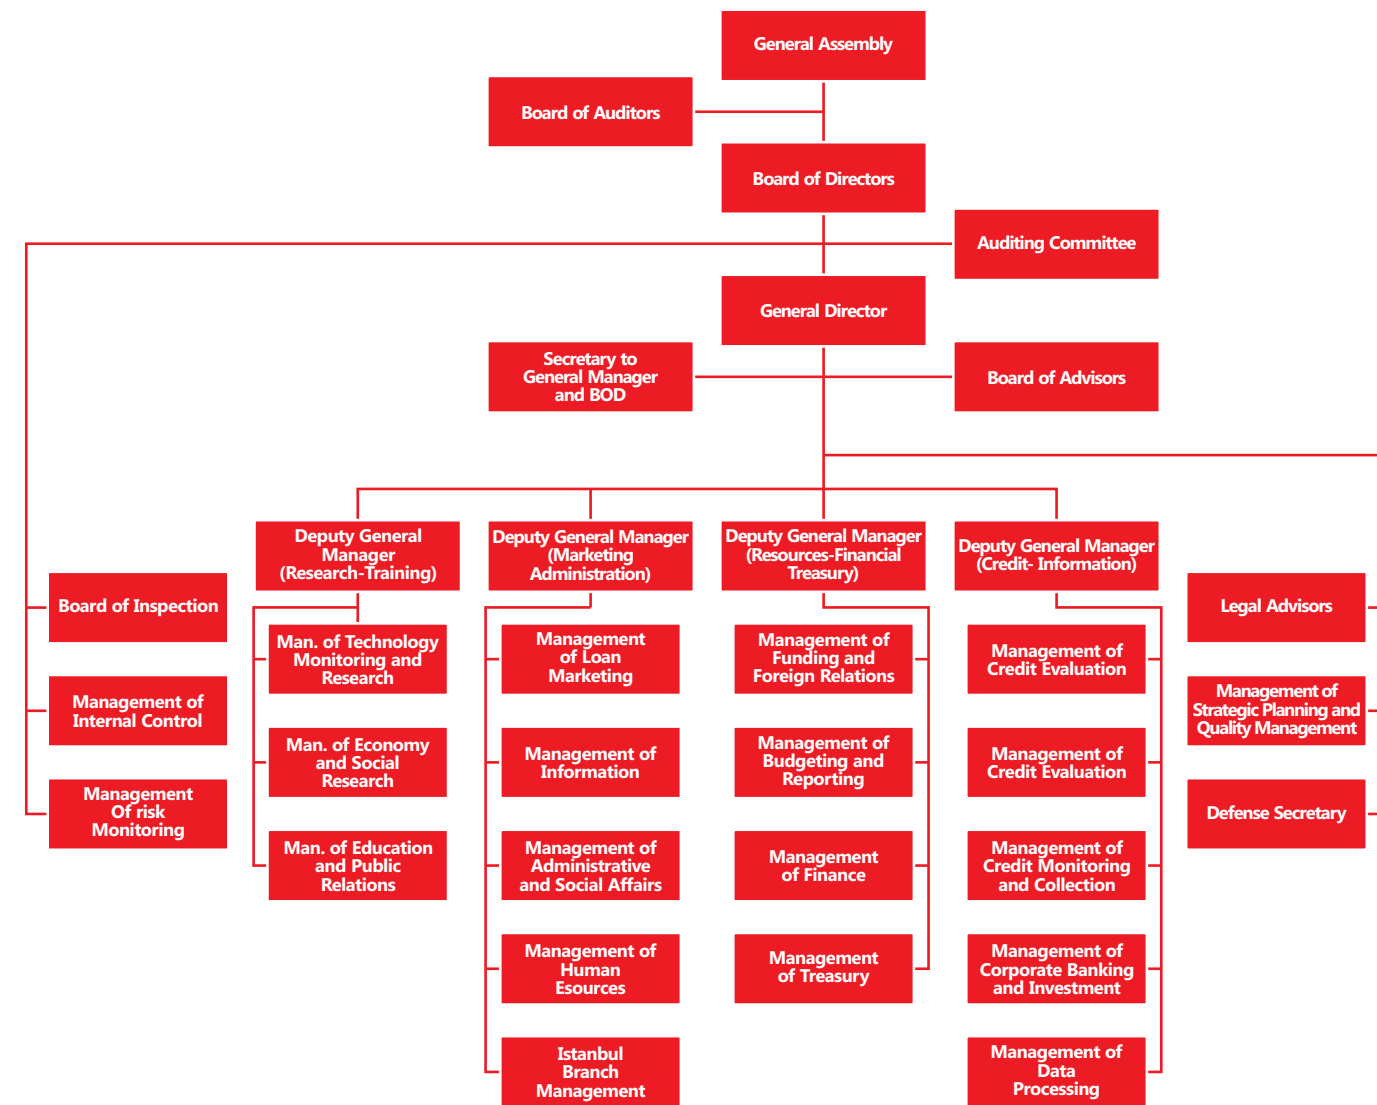 General Assembly
Board of Auditors
Board of Directors
Auditing Committee
General Director
Secretary to
General Manager
and BOD
Board of Advisors
Deputy General
Manager
(Research-Training)
Deputy General Manager
(Marketing
Administration)
Deputy General Manager
(Resources-Financial
Treasury)
Deputy General Manager
(Credit- Information)
Board of Inspection
Management of
Internal Control
Management
Of risk
Monitoring
Man. of Technology
Monitoring and
Research
Man. of Economy
and Social
Research
Man. of Education
and Public
Relations
Management
of Loan
Marketing
Management of
Information
Management of
Administrative
and Social Affairs
Management of
Human
Esources
Istanbul
Branch
Management
Management of
Funding and
Foreign Relations
Management of
Budgeting and
Reporting
Management
of Finance
Management
of Treasury
Management of
Credit Evaluation
Management of
Credit Evaluation
Management of
Credit Monitoring
and Collection
Management of
Corporate Banking
and Investment
Management of
Data
Processing
Legal Advisors
Management of
Strategic Planning and
Quality Management
Defense Secretary